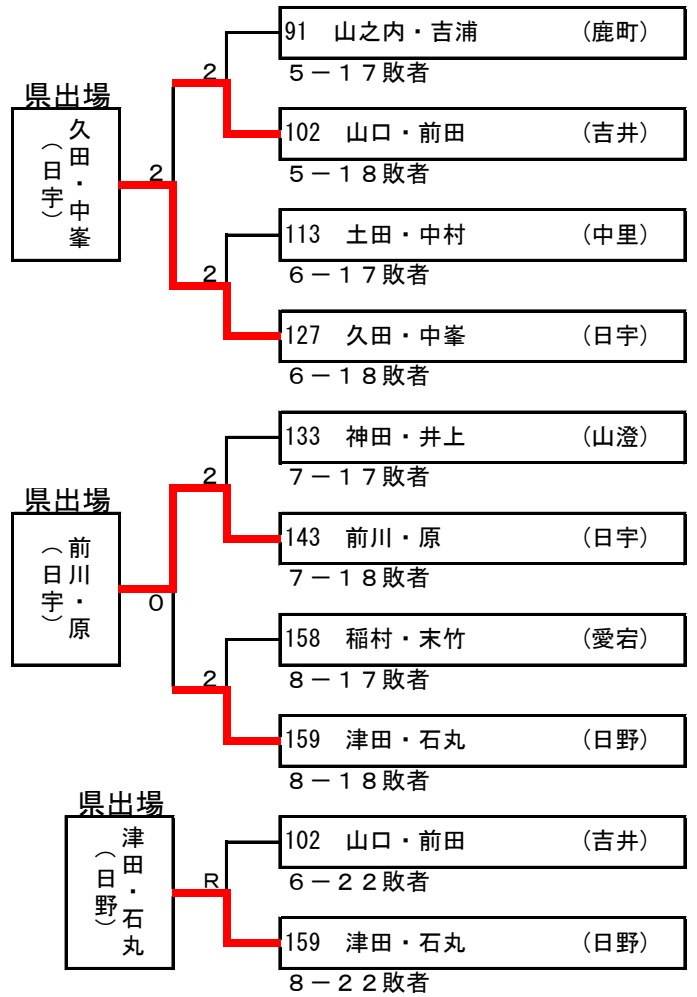 91 山之内・吉浦 (鹿町)
2
5－17敗者
県出場
102 山口・前田 (吉井)
久田・中峯
(日宇)
2
5－18敗者
113 土田・中村 (中里)
2
6－17敗者
127 久田・中峯 (日宇)
6－18敗者
133 神田・井上 (山澄)
2
7－17敗者
県出場
143 前川・原 (日宇)
前川・原
(日宇)
7－18敗者
0
158 稲村・末竹 (愛宕)
2
8－17敗者
159 津田・石丸 (日野)
8－18敗者
県出場
102 山口・前田 (吉井)
津田・石丸
(日野)
R
6－22敗者
159 津田・石丸 (日野)
8－22敗者